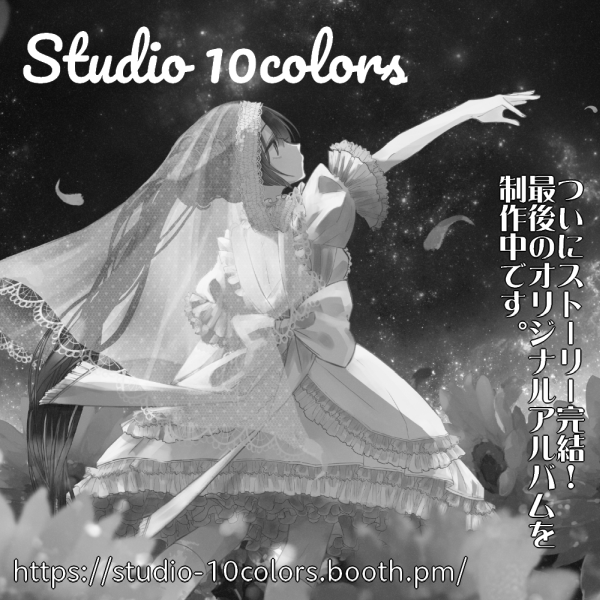 Studio 10colors
ついにストーリー完結！
最後のオリジナルアルバムを
制作中です。
https://studio-10colors.booth.pm/